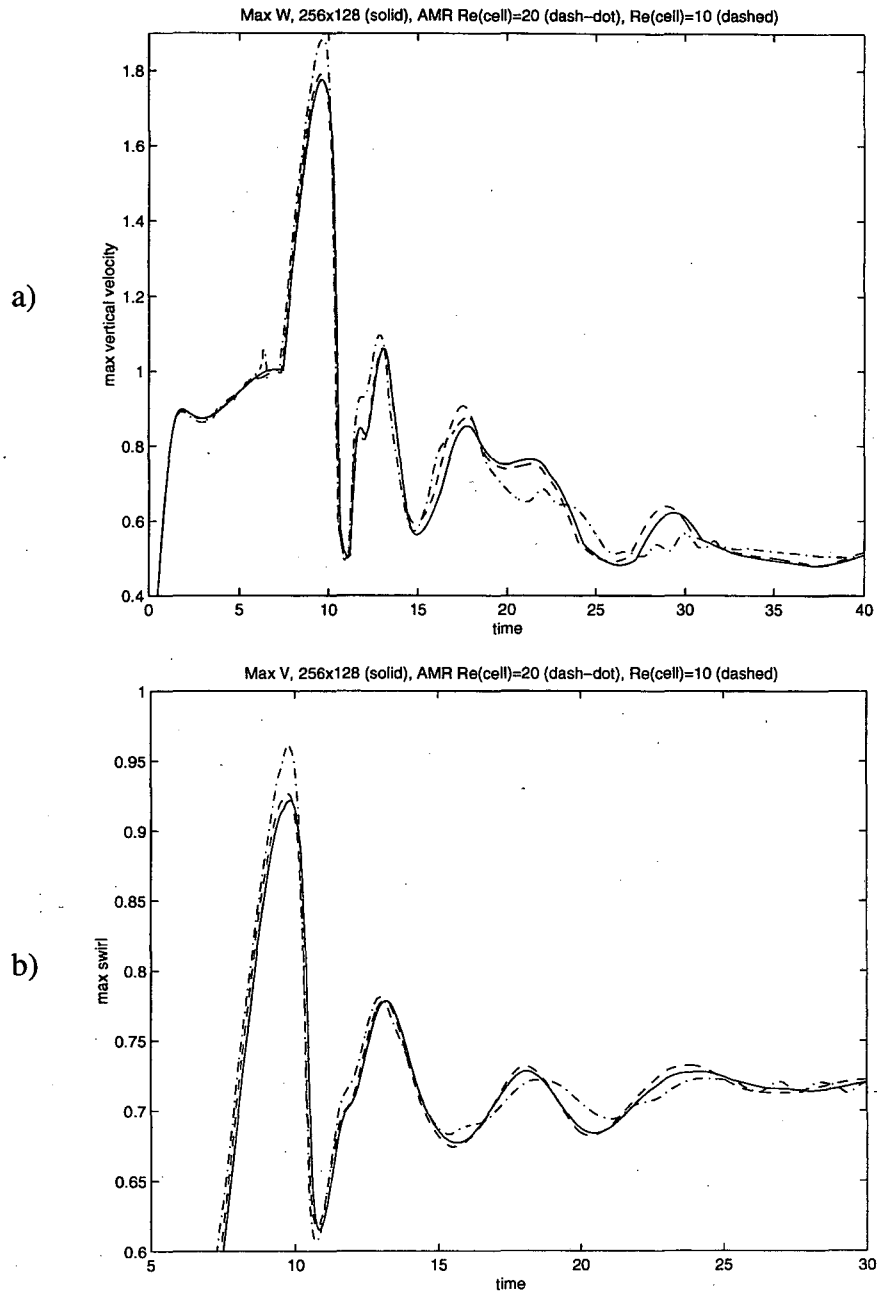 Max W, 256x128 (solid), AMR Re(cell)=20 (dash-dot), Re(cell)=10 (dashed)
a)
max vertical velocity
1.8
1.6
1.4
1.2
1
0.8
0.6
0.4
0 5 10 15 20 25 30 35 40
time
Max V, 256x128 (solid), AMR Re(cell)=20 (dash-dot), Re(cell)=10 (dashed)
b)
max swirl
1
0.95
0.9
0.85
0.8
0.75
0.7
0.65
0.6
5 10 15 20 25 30
time